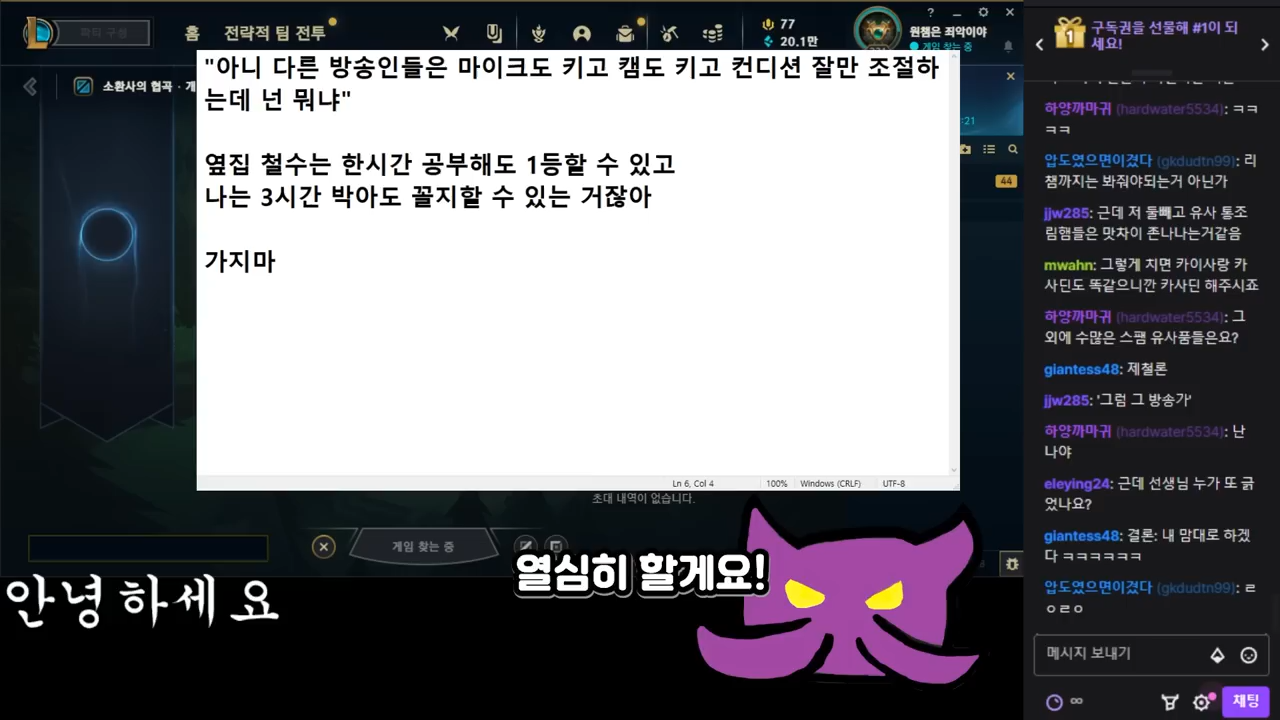 파티 구성
홈
전략적 팀 전투
77
20.1만
원챔은 죄악이야
게임 찾는 중
소환사의 협곡 · 개
:21
44
"아니 다른 방송인들은 마이크도 키고 캠도 키고 컨디션 잘만 조절하
는데 넌 뭐냐"
옆집 철수는 한시간 공부해도 1등할 수 있고
나는 3시간 박아도 꼴지할 수 있는 거잖아
가지마
Ln 6, Col 4
100%
Windows (CRLF)
UTF-8
초대 내역이 없습니다.
게임 찾는 중
열심히 할게요!
안녕하세요
1
구독권을 선물해 #1이 되
세요!
하양까마귀 (hardwater5534): ㅋㅋ
ㅋㅋ
압도였으면이겼다 (gkdudtn99): 리
챔까지는 봐줘야되는거 아닌가
jjw285: 근데 저 둘빼고 유사 통조
림햄들은 맛차이 존나나는거같음
mwahn: 그렇게 치면 카이사랑 카
사딘도 똑같으니깐 카사딘 해주시죠
하양까마귀 (hardwater5534): 그
외에 수많은 스팸 유사품들은요?
giantess48: 제철론
jjw285: '그럼 그 방송가'
하양까마귀 (hardwater5534): 난
나야
eleying24: 근데 선생님 누가 또 긁
었나요?
giantess48: 결론: 내 맘대로 하겠
다 ㅋㅋㅋㅋㅋㅋ
압도였으면이겼다 (gkdudtn99): ㄹ
ㅇㄹㅇ
메시지 보내기
채팅